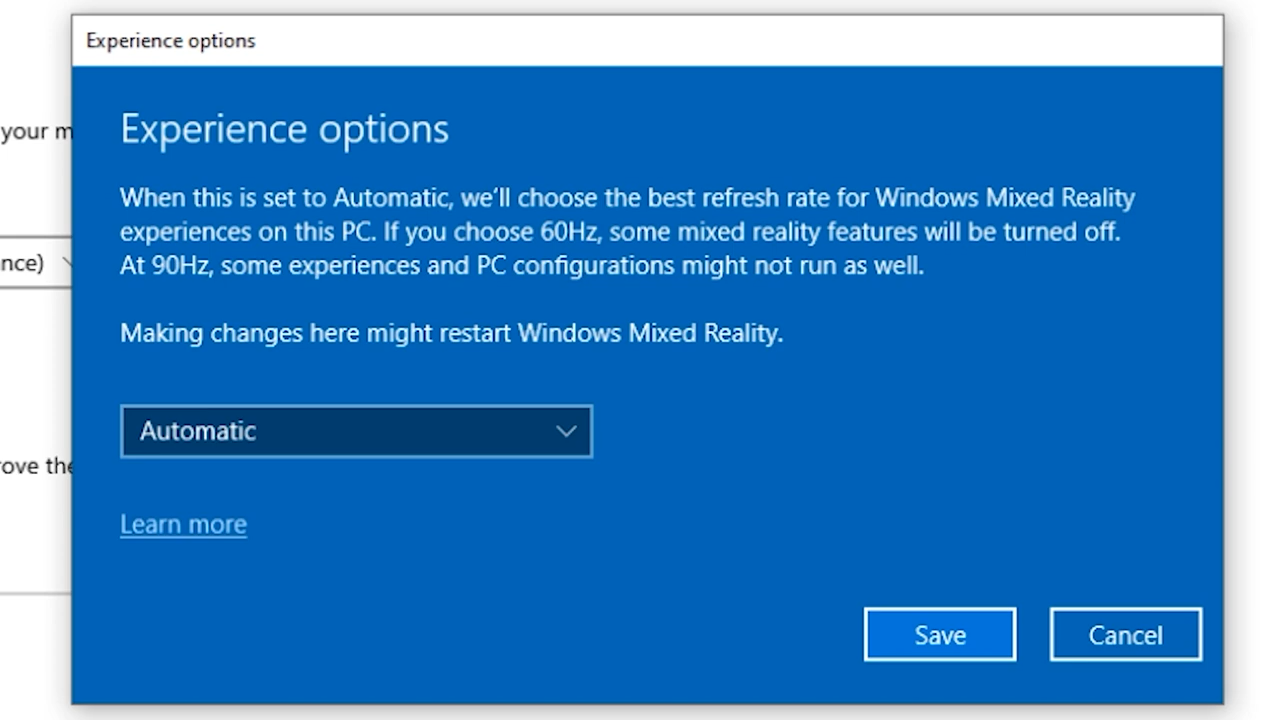 Experience options
Experience options
your m
When this is set to Automatic, we'll choose the best refresh rate for Windows Mixed Reality
experiences on this PC. If you choose 60Hz, some mixed reality features will be turned off.
nce)
At 90Hz, some experiences and PC configurations might not run as well.
Making changes here might restart Windows Mixed Reality.
Automatic
rove the
Learn more
Save
Cancel